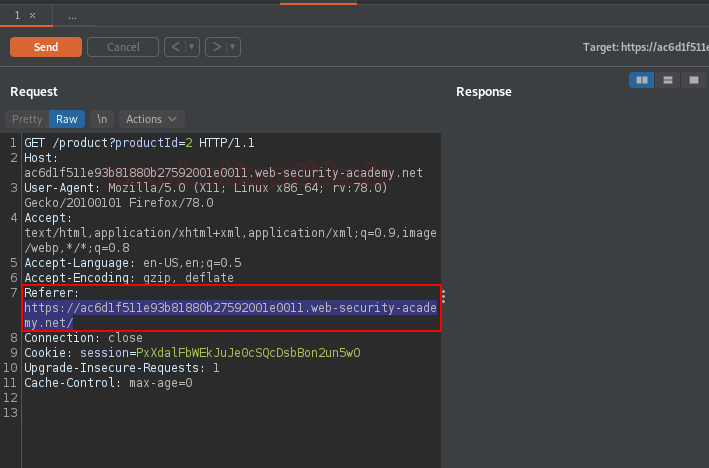 1 ×
...
Send
Cancel
< ▾
> ▾
Target: https://ac6d1f511e
Request
Response
Pretty
Raw
\n
Actions
1 GET /product?productId=2 HTTP/1.1
2 Host:
ac6d1f511e93b81880b27592001e0011.web-security-academy.net
3 User-Agent: Mozilla/5.0 (X11; Linux x86_64; rv:78.0)
Gecko/20100101 Firefox/78.0
4 Accept:
text/html,application/xhtml+xml,application/xml;q=0.9,image
/webp,*/*;q=0.8
5 Accept-Language: en-US,en;q=0.5
6 Accept-Encoding: gzip, deflate
7 Referer:
https://ac6d1f511e93b81880b27592001e0011.web-security-acade
my.net/
8 Connection: close
9 Cookie: session=PxXdalFbWEkJuJe0cSQcDsbBon2un5wO
10 Upgrade-Insecure-Requests: 1
11 Cache-Control: max-age=0
12
13